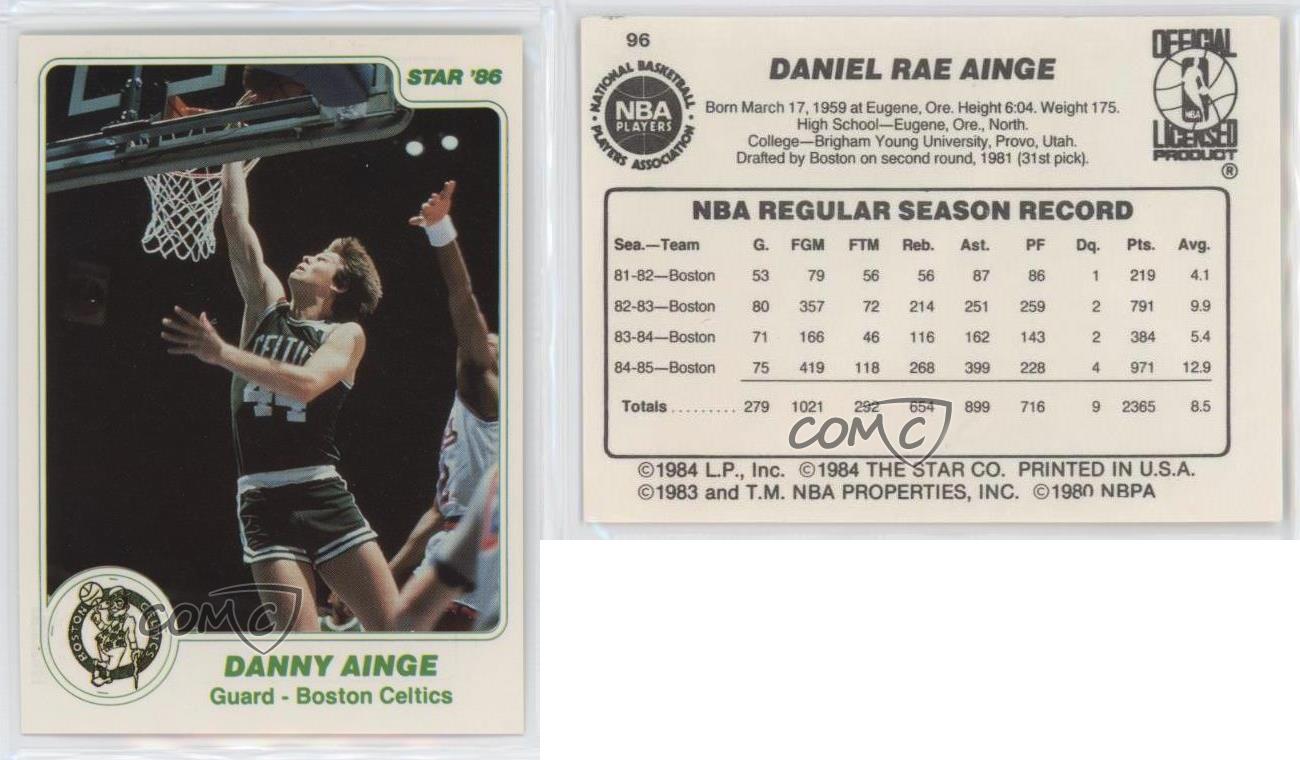 STAR '86
CELTICS
44
BOSTON CELTICS
COMC
DANNY AINGE
Guard - Boston Celtics
96
NATIONAL BASKETBALL
NBA
PLAYERS
PLAYERS ASSOCIATION
DANIEL RAE AINGE
Born March 17, 1959 at Eugene, Ore. Height 6:04. Weight 175.
High School—Eugene, Ore., North.
College—Brigham Young University, Provo, Utah.
Drafted by Boston on second round, 1981 (31st pick).
OFFICIAL
NBA
LICENSED
PRODUCT
®
NBA REGULAR SEASON RECORD
Sea.—Team G. FGM FTM Reb. Ast. PF Dq. Pts. Avg.
81-82—Boston 53 79 56 56 87 86 1 219 4.1
82-83—Boston 80 357 72 214 251 259 2 791 9.9
83-84—Boston 71 166 46 116 162 143 2 384 5.4
84-85—Boston 75 419 118 268 399 228 4 971 12.9
Totals ......... 279 1021 292 654 899 716 9 2365 8.5
COMC
©1984 L.P., Inc. ©1984 THE STAR CO. PRINTED IN U.S.A.
©1983 and T.M. NBA PROPERTIES, INC. ©1980 NBPA